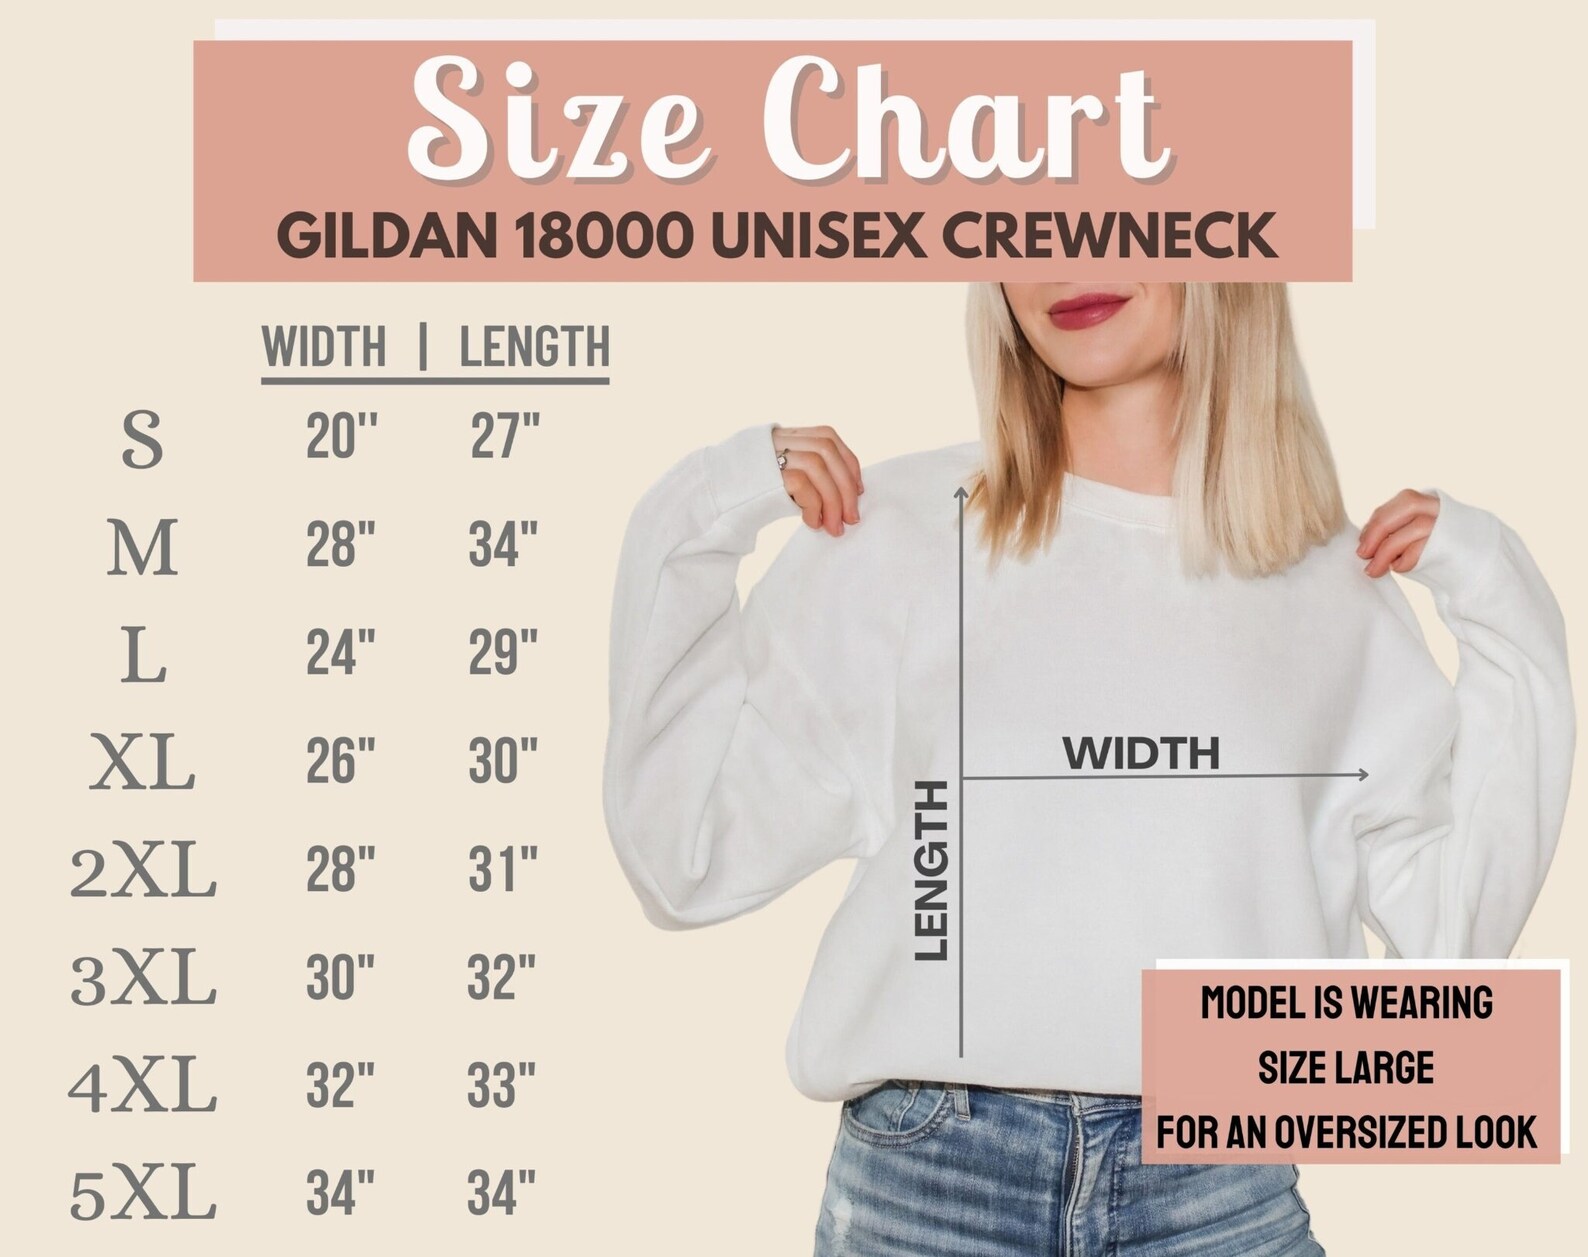 Size Chart
GILDAN 18000 UNISEX CREWNECK
WIDTH | LENGTH
S 20" 27"
M 28" 34"
L 24" 29"
XL 26" 30"
2XL 28" 31"
3XL 30" 32"
4XL 32" 33"
5XL 34" 34"
WIDTH
LENGTH
MODEL IS WEARING
SIZE LARGE
FOR AN OVERSIZED LOOK